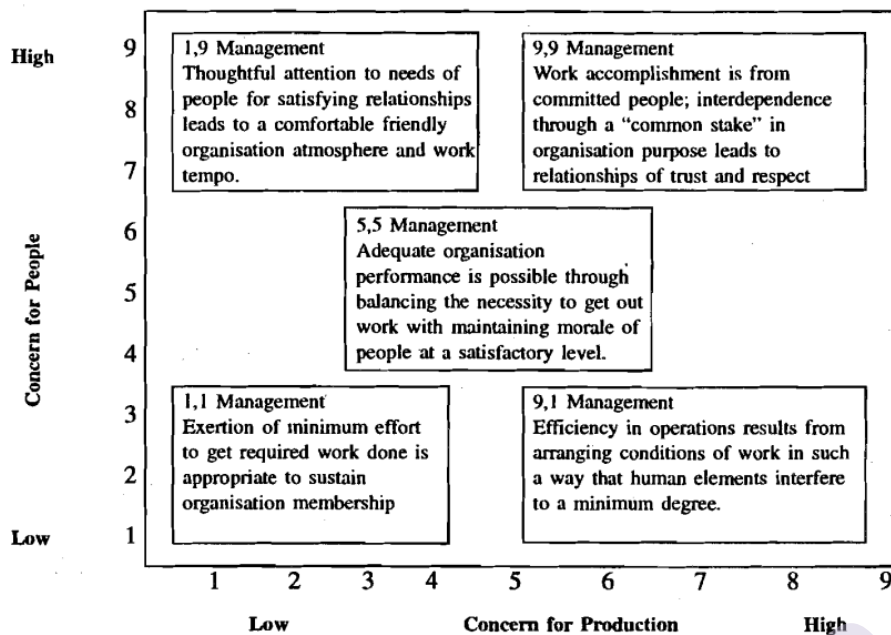 High
Concern for People
Low
9
8
7
6
5
4
3
2
1
1,9 Management
Thoughtful attention to needs of
people for satisfying relationships
leads to a comfortable friendly
organisation atmosphere and work
tempo.
9,9 Management
Work accomplishment is from
committed people; interdependence
through a “common stake” in
organisation purpose leads to
relationships of trust and respect
5,5 Management
Adequate organisation
performance is possible through
balancing the necessity to get out
work with maintaining morale of
people at a satisfactory level.
1,1 Management
Exertion of minimum effort
to get required work done is
appropriate to sustain
organisation membership
9,1 Management
Efficiency in operations results from
arranging conditions of work in such
a way that human elements interfere
to a minimum degree.
1 2 3 4 5 6 7 8 9
Low Concern for Production High